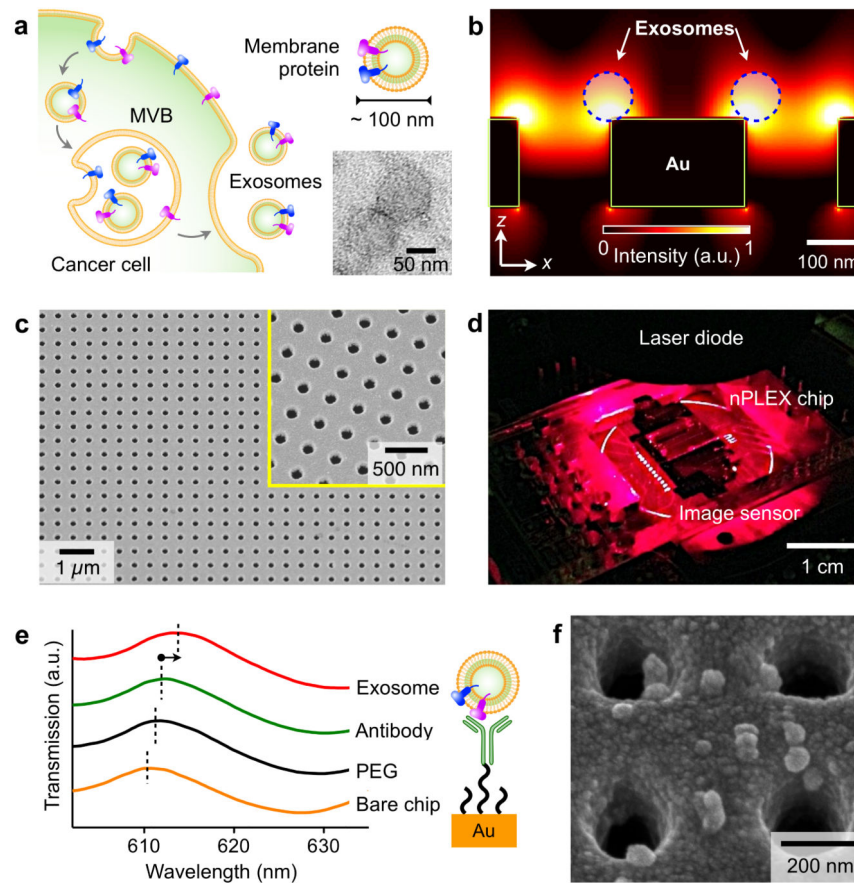 a
Membrane
protein
MVB
~ 100 nm
Exosomes
Cancer cell
50 nm
b
Exosomes
Au
z
x
0
1
Intensity (a.u.)
100 nm
c
500 nm
1 µm
d
Laser diode
nPLEX chip
Image sensor
1 cm
e
Transmission (a.u.)
Exosome
Antibody
PEG
Bare chip
610
620
630
Wavelength (nm)
Au
f
200 nm